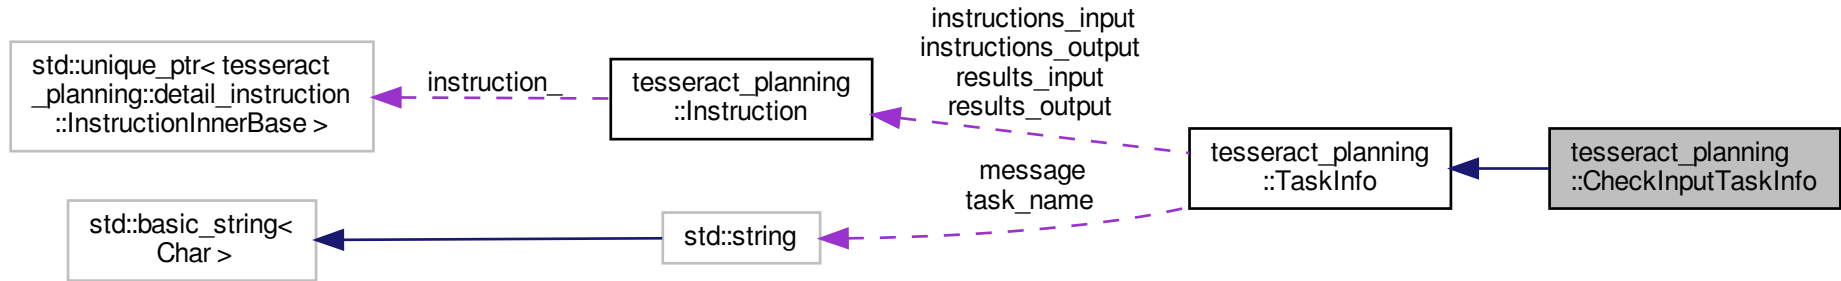 std::unique_ptr< tesseract
_planning::detail_instruction
::InstructionInnerBase >
instruction_
tesseract_planning
::Instruction
instructions_input
instructions_output
results_input
results_output
std::basic_string<
Char >
std::string
message
task_name
tesseract_planning
::TaskInfo
tesseract_planning
::CheckInputTaskInfo